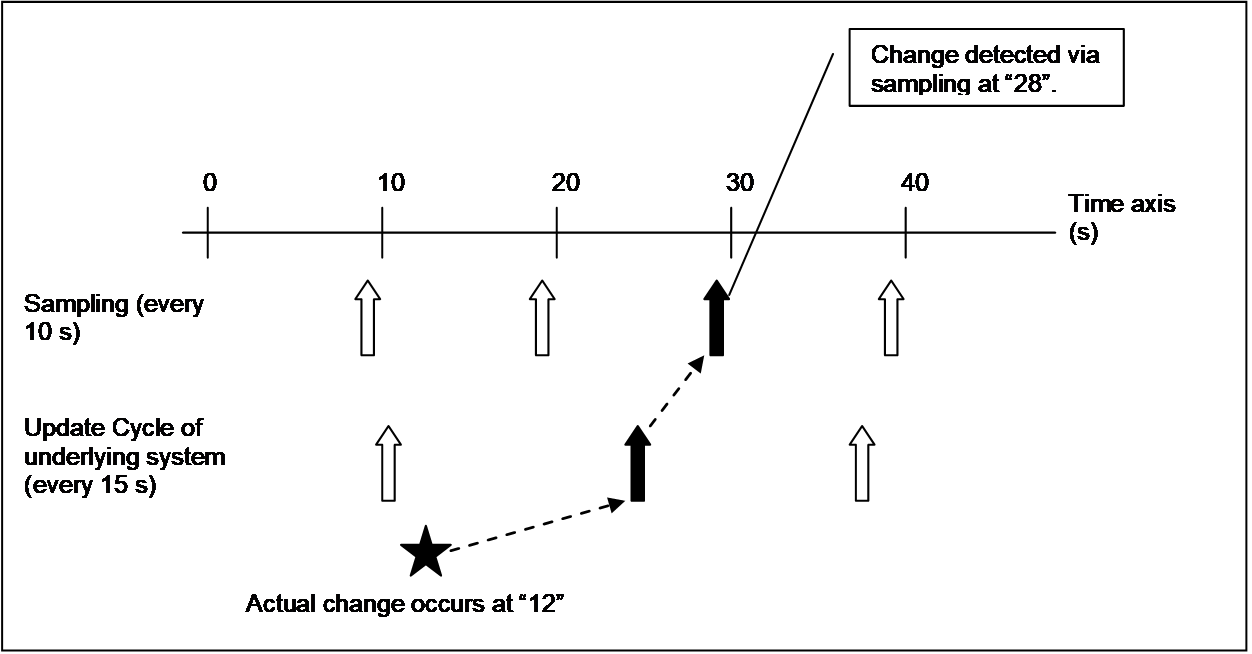 Change detected via
sampling at “28”.
0 10 20 30 40
Time axis
(s)
Sampling (every
10 s)
Update Cycle of
underlying system
(every 15 s)
Actual change occurs at “12”